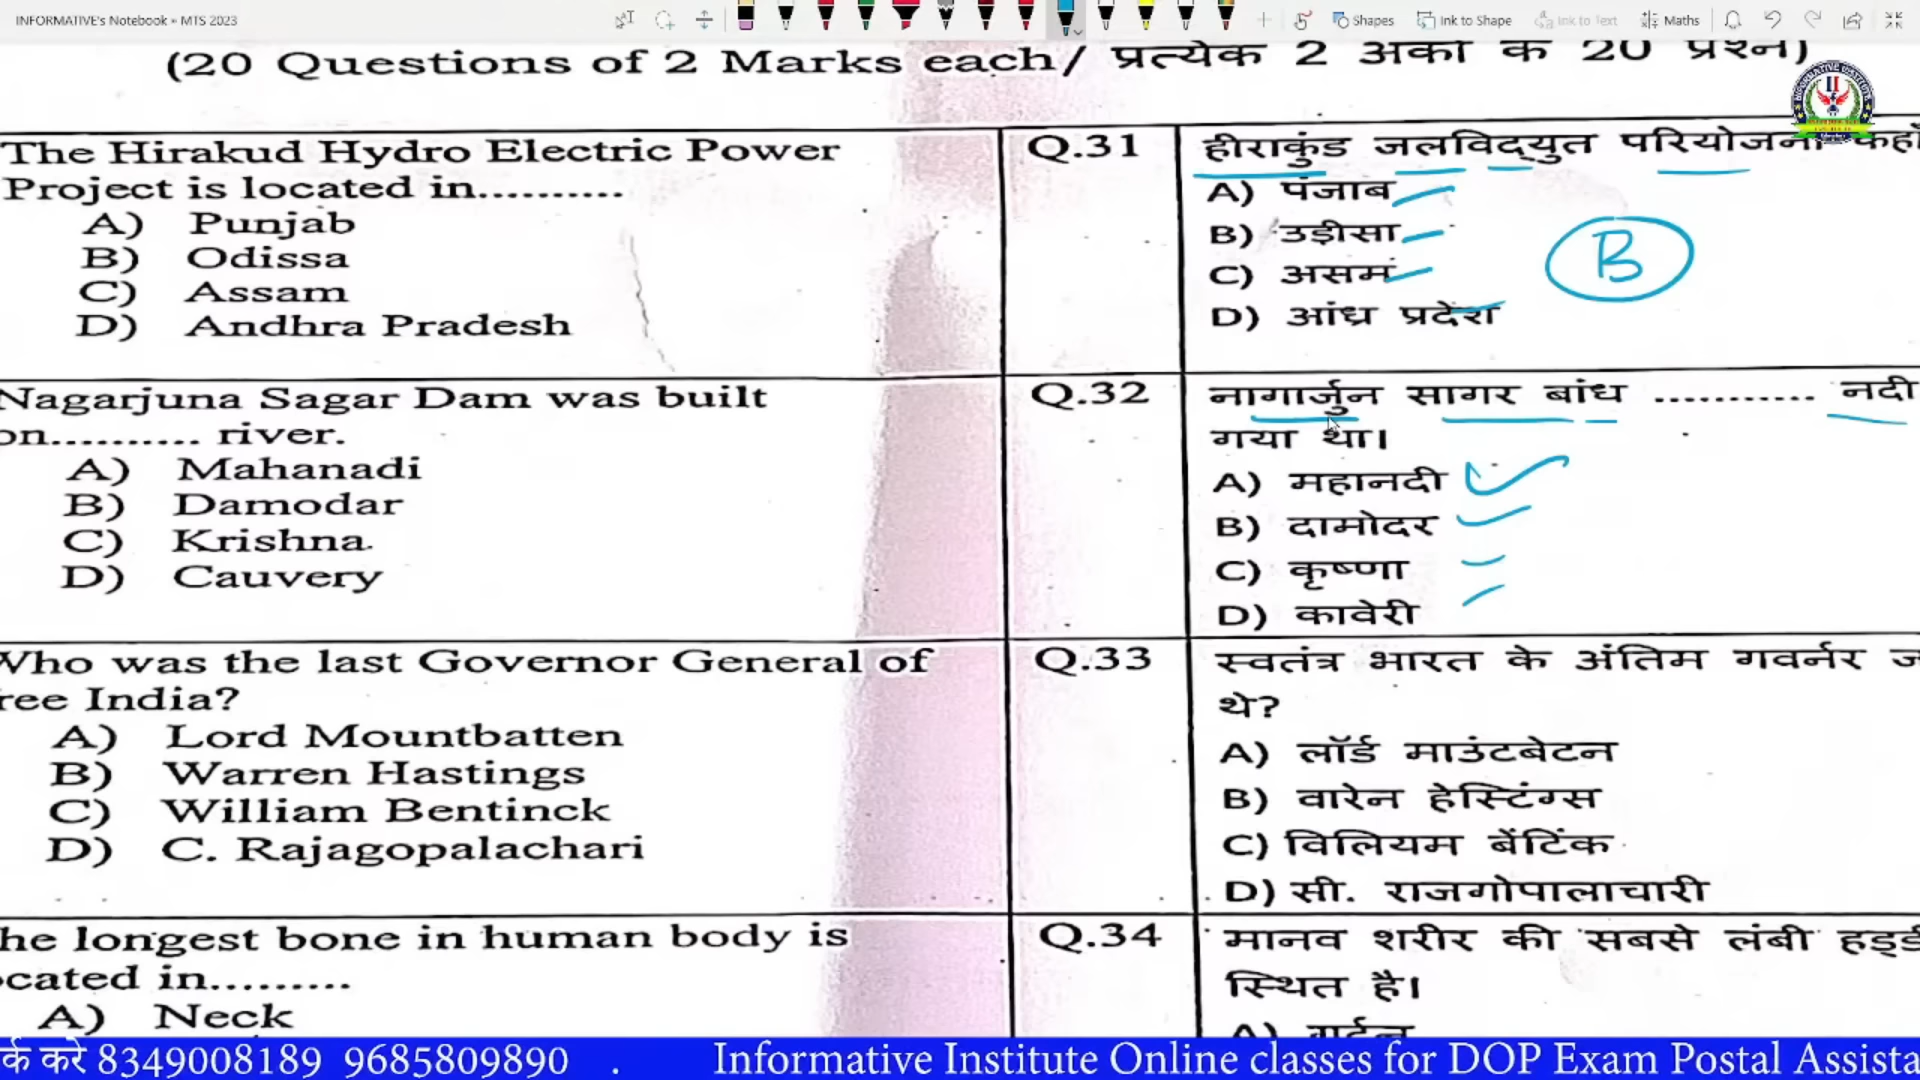 INFORMATIVE's Notebook » MTS 2023
Shapes Ink to Shape Ink to Text Maths
(20 Questions of 2 Marks each/ प्रत्येक 2 अंकों के 20 प्रश्न)
The Hirakud Hydro Electric Power
Project is located in..........
A) Punjab
B) Odissa
C) Assam
D) Andhra Pradesh
Q.31
हीराकुंड जलविद्युत परियोजना कहाँ
A) पंजाब
B) उड़ीसा
C) असम
D) आंध्र प्रदेश
B
Nagarjuna Sagar Dam was built
on.......... river.
A) Mahanadi
B) Damodar
C) Krishna
D) Cauvery
Q.32
नागार्जुन सागर बांध ........... नदी
गया था।
A) महानदी
B) दामोदर
C) कृष्णा
D) कावेरी
Who was the last Governor General of
ree India?
A) Lord Mountbatten
B) Warren Hastings
C) William Bentinck
D) C. Rajagopalachari
Q.33
स्वतंत्र भारत के अंतिम गवर्नर ज
थे?
A) लॉर्ड माउंटबेटन
B) वारेन हेस्टिंग्स
C) विलियम बेंटिंक
D) सी. राजगोपालाचारी
he longest bone in human body is
ocated in.........
A) Neck
Q.34
मानव शरीर की सबसे लंबी हड्डी
स्थित है।
A) गर्दन
र्क करे 8349008189 9685809890 . Informative Institute Online classes for DOP Exam Postal Assista